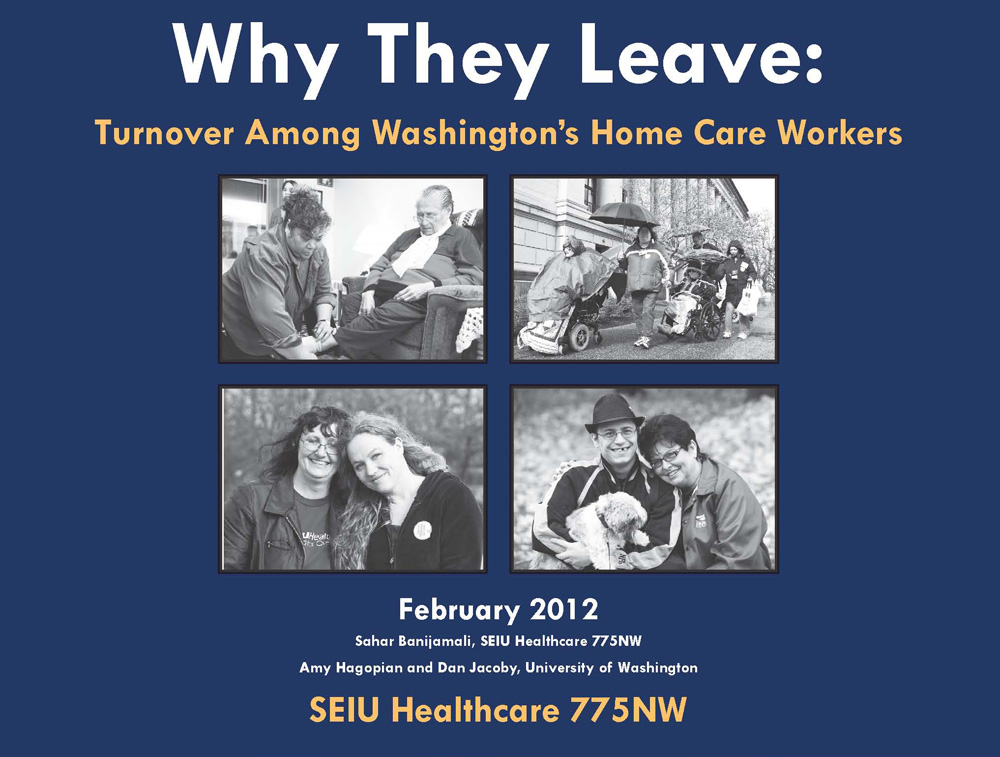 Why They Leave:
Turnover Among Washington's Home Care Workers
February 2012
Sahar Banijamali, SEIU Healthcare 775NW
Amy Hagopian and Dan Jacoby, University of Washington
SEIU Healthcare 775NW